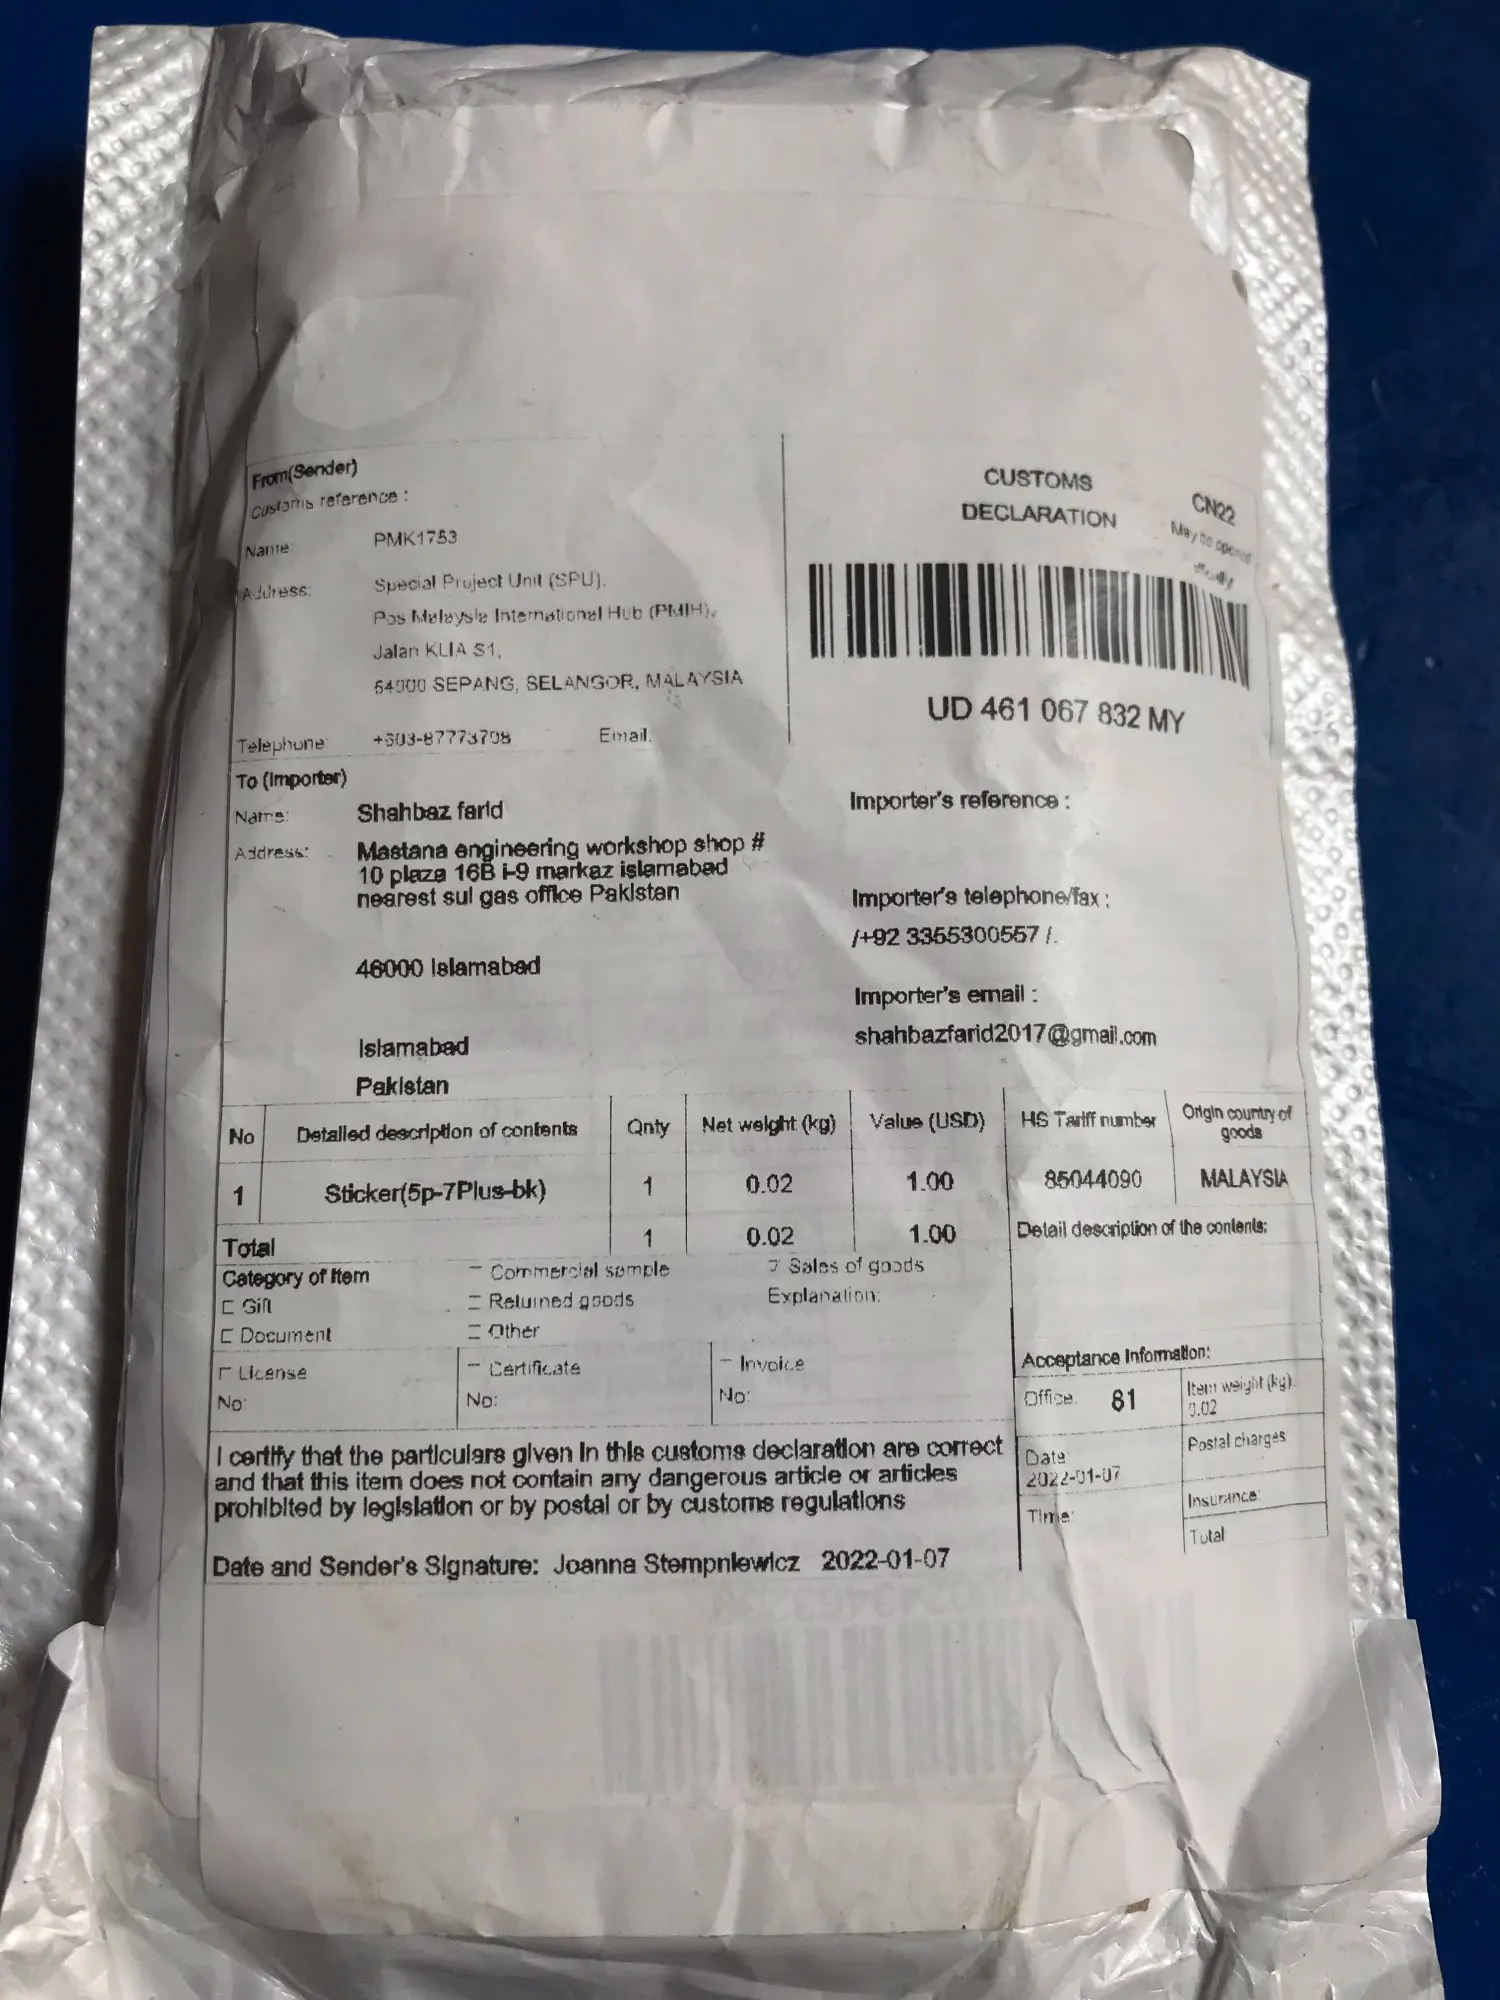 From(Sender)
Customs reference :
Name: PMK1753
Address: Special Project Unit (SPU),
Pos Malaysia International Hub (PMIH),
Jalan KLIA S1,
64000 SEPANG, SELANGOR, MALAYSIA
Telephone: +603-87773708 Email:
CUSTOMS
DECLARATION
CN22
May be opened
officially
UD 461 067 832 MY
To (Importer)
Name: Shahbaz farid
Address: Mastana engineering workshop shop #
10 plaza 16B i-9 markaz islamabad
nearest sui gas office Pakistan
46000 Islamabad
Islamabad
Pakistan
Importer's reference :
Importer's telephone/fax :
/+92 3355300557 /.
Importer's email :
shahbazfarid2017@gmail.com
No Detailed description of contents Qnty Net weight (kg) Value (USD) HS Tariff number Origin country of goods
1 Sticker(5p-7Plus-bk) 1 0.02 1.00 85044090 MALAYSIA
Total 1 0.02 1.00
Detail description of the contents:
Category of Item Commercial sample Sales of goods
Gift Returned goods Explanation:
Document Other
License Certificate Invoice
No: No: No:
Acceptance Information:
Office: 81 Item weight (kg):
0.02
Date: Postal charges
2022-01-07
Time: Insurance:
Total
I certify that the particulars given in this customs declaration are correct
and that this item does not contain any dangerous article or articles
prohibited by legislation or by postal or by customs regulations
Date and Sender's Signature: Joanna Stempniewicz 2022-01-07